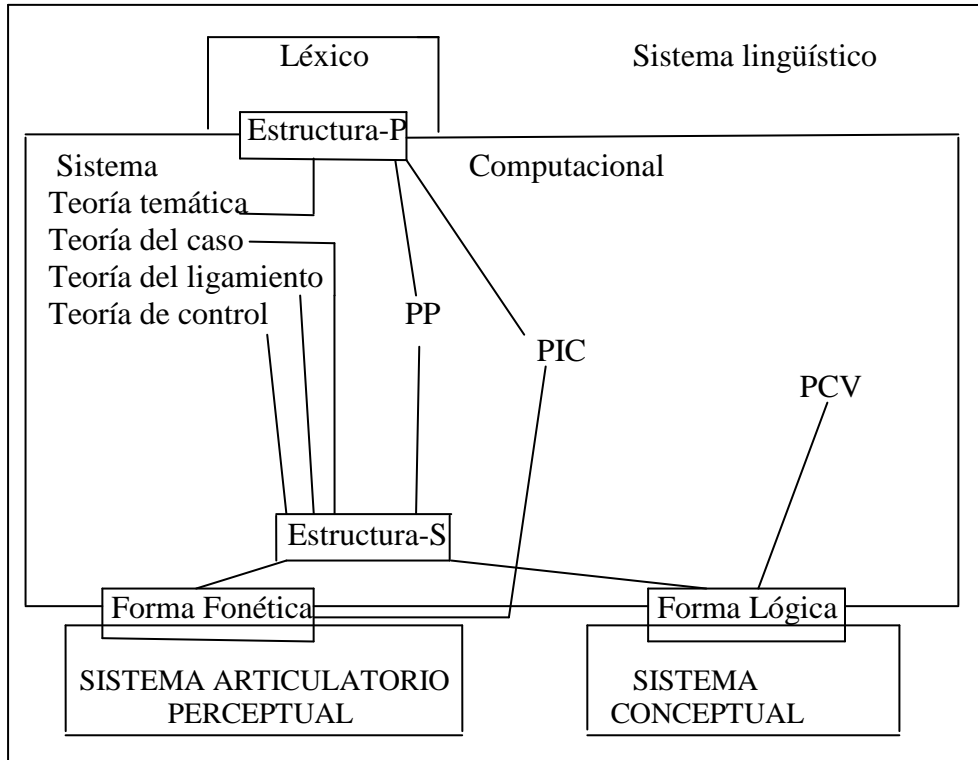 Léxico
Sistema lingüístico
Estructura-P
Sistema
Computacional
Teoría temática
Teoría del caso
Teoría del ligamiento
Teoría de control
PP
PIC
PCV
Estructura-S
Forma Fonética
Forma Lógica
SISTEMA ARTICULATORIO
PERCEPTUAL
SISTEMA
CONCEPTUAL